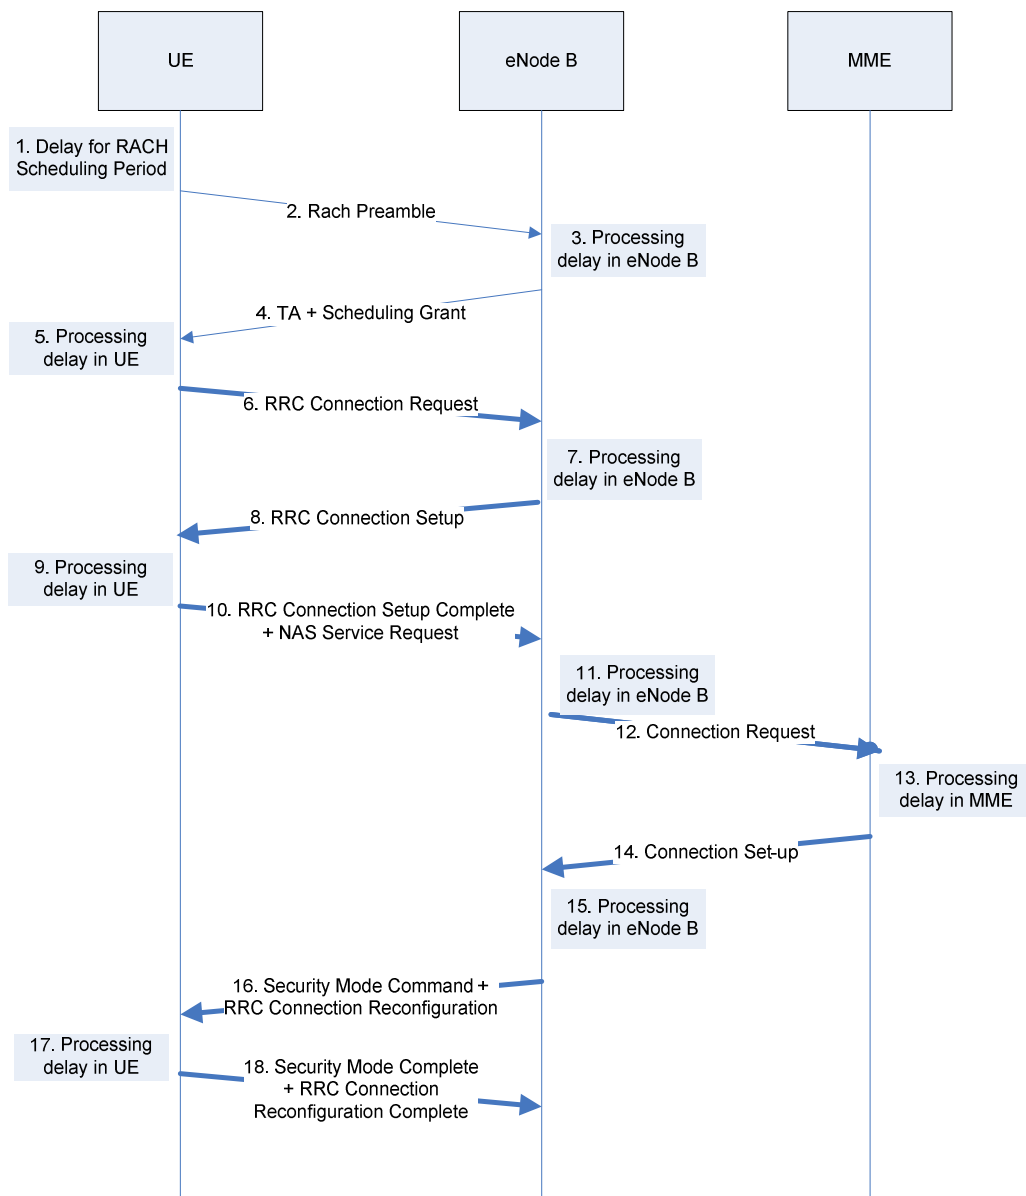 UE
eNode B
MME
1. Delay for RACH
Scheduling Period
2. Rach Preamble
3. Processing
delay in eNode B
4. TA + Scheduling Grant
5. Processing
delay in UE
6. RRC Connection Request
7. Processing
delay in eNode B
8. RRC Connection Setup
9. Processing
delay in UE
10. RRC Connection Setup Complete
+ NAS Service Request
11. Processing
delay in eNode B
12. Connection Request
13. Processing
delay in MME
14. Connection Set-up
15. Processing
delay in eNode B
16. Security Mode Command +
RRC Connection Reconfiguration
17. Processing
delay in UE
18. Security Mode Complete
+ RRC Connection
Reconfiguration Complete